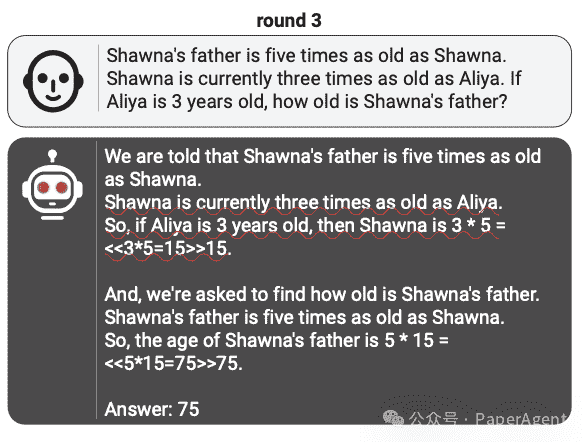 round 3
Shawna's father is five times as old as Shawna.
Shawna is currently three times as old as Aliya. If
Aliya is 3 years old, how old is Shawna's father?
We are told that Shawna's father is five times as old
as Shawna.
Shawna is currently three times as old as Aliya.
So, if Aliya is 3 years old, then Shawna is 3 * 5 =
<<3*5=15>>15.
And, we're asked to find how old is Shawna's father.
Shawna's father is five times as old as Shawna.
So, the age of Shawna's father is 5 * 15 =
<<5*15=75>>75.
Answer: 75
公众号 · PaperAgent